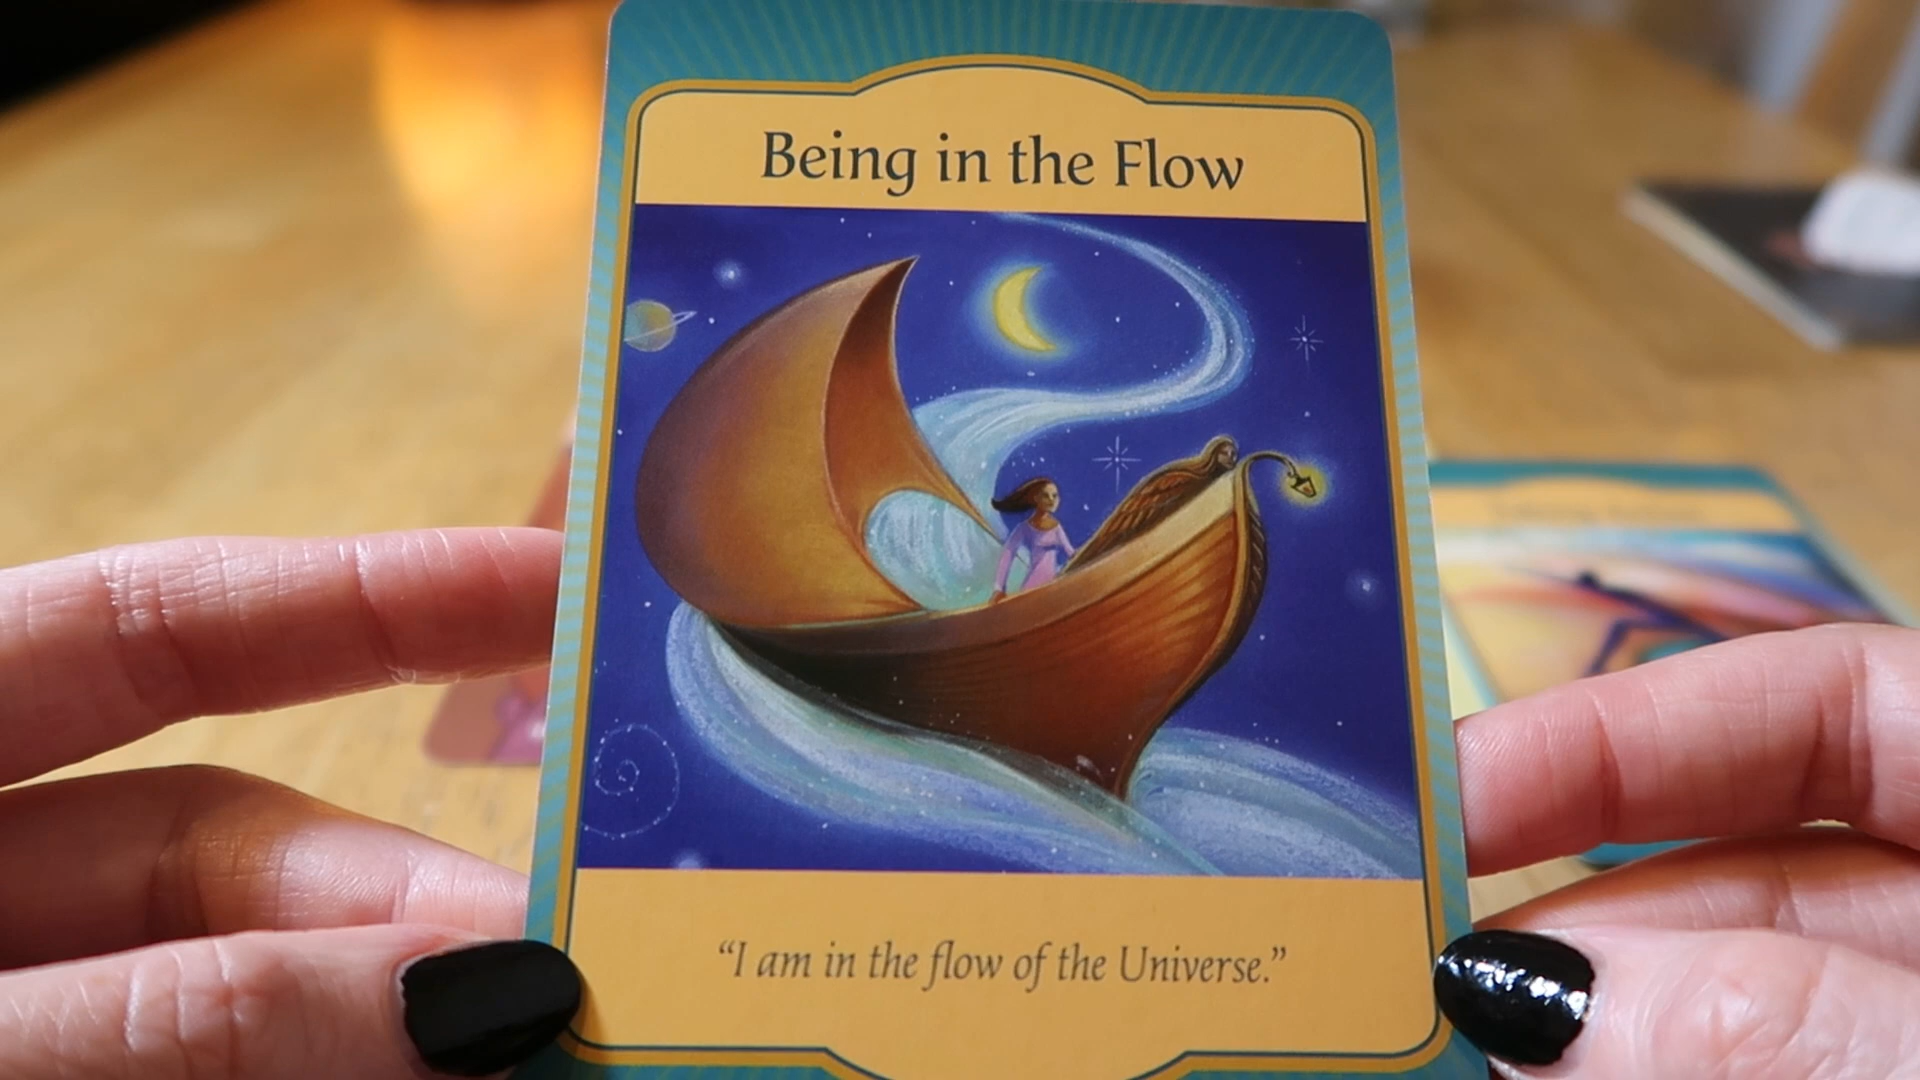 Being in the Flow
“I am in the flow of the Universe.”